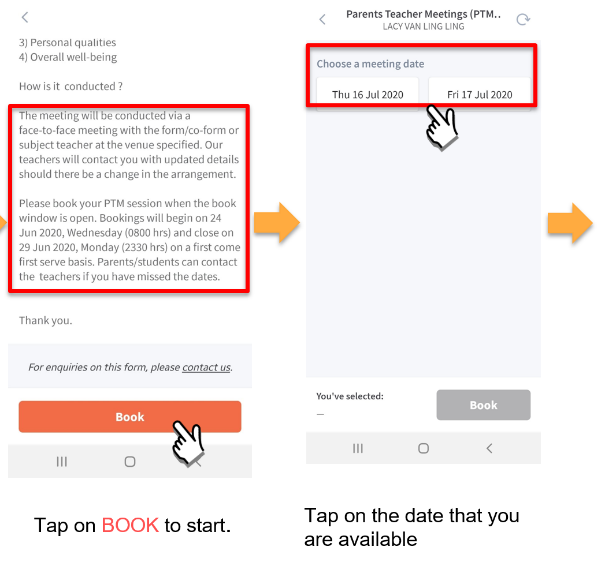 3) Personal qualities
4) Overall well-being
How is it conducted ?
The meeting will be conducted via a
face-to-face meeting with the form/co-form or
subject teacher at the venue specified. Our
teachers will contact you with updated details
should there be a change in the arrangement.
Please book your PTM session when the book
window is open. Bookings will begin on 24
Jun 2020, Wednesday (0800 hrs) and close on
29 Jun 2020, Monday (2330 hrs) on a first come
first serve basis. Parents/students can contact
the teachers if you have missed the dates.
Thank you.
For enquiries on this form, please contact us.
Book
Tap on BOOK to start.
Parents Teacher Meetings (PTM..
LACY VAN LING LING
Choose a meeting date
Thu 16 Jul 2020
Fri 17 Jul 2020
You've selected:
—
Book
Tap on the date that you
are available